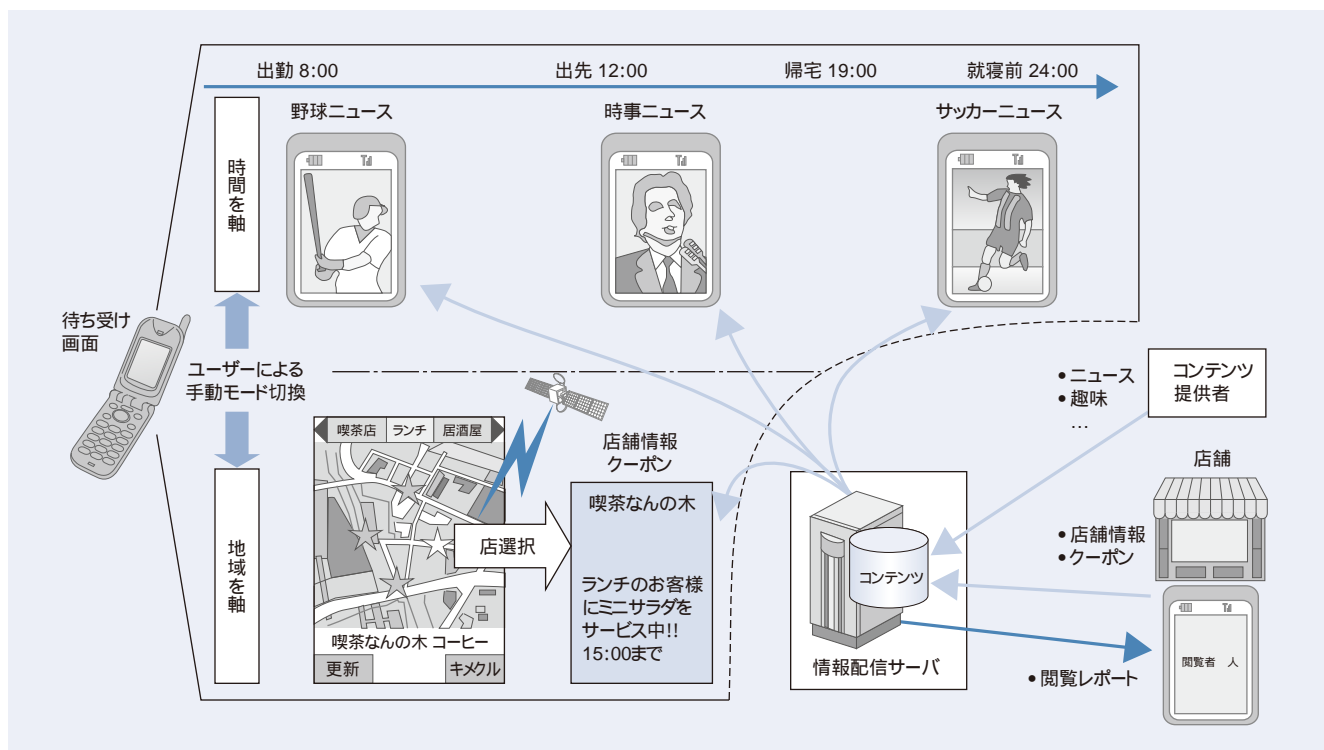 出勤 8:00
出先 12:00
帰宅 19:00
就寝前 24:00
野球ニュース
時事ニュース
サッカーニュース
時間を軸
待ち受け
画面
ユーザーによる
手動モード切換
地域を軸
喫茶店
ランチ
居酒屋
喫茶なんの木 コーヒー
更新
キメクル
店選択
店舗情報
クーポン
喫茶なんの木
ランチのお客様
にミニサラダを
サービス中!!
15:00まで
コンテンツ
情報配信サーバ
•ニュース
•趣味
…
コンテンツ
提供者
店舗
•店舗情報
•クーポン
•閲覧レポート
閲覧者 人